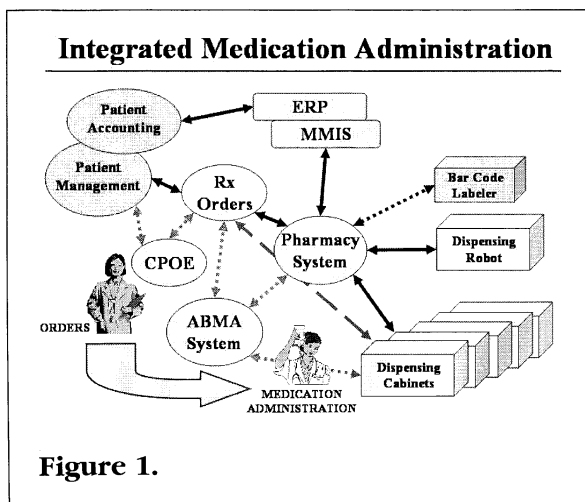 Integrated Medication Administration
Patient
Accounting
ERP
MMIS
Patient
Management
Rx
Orders
Bar Code
Labeler
CPOE
Pharmacy
System
Dispensing
Robot
ORDERS
ABMA
System
MEDICATION
ADMINISTRATION
Dispensing
Cabinets
Figure 1.